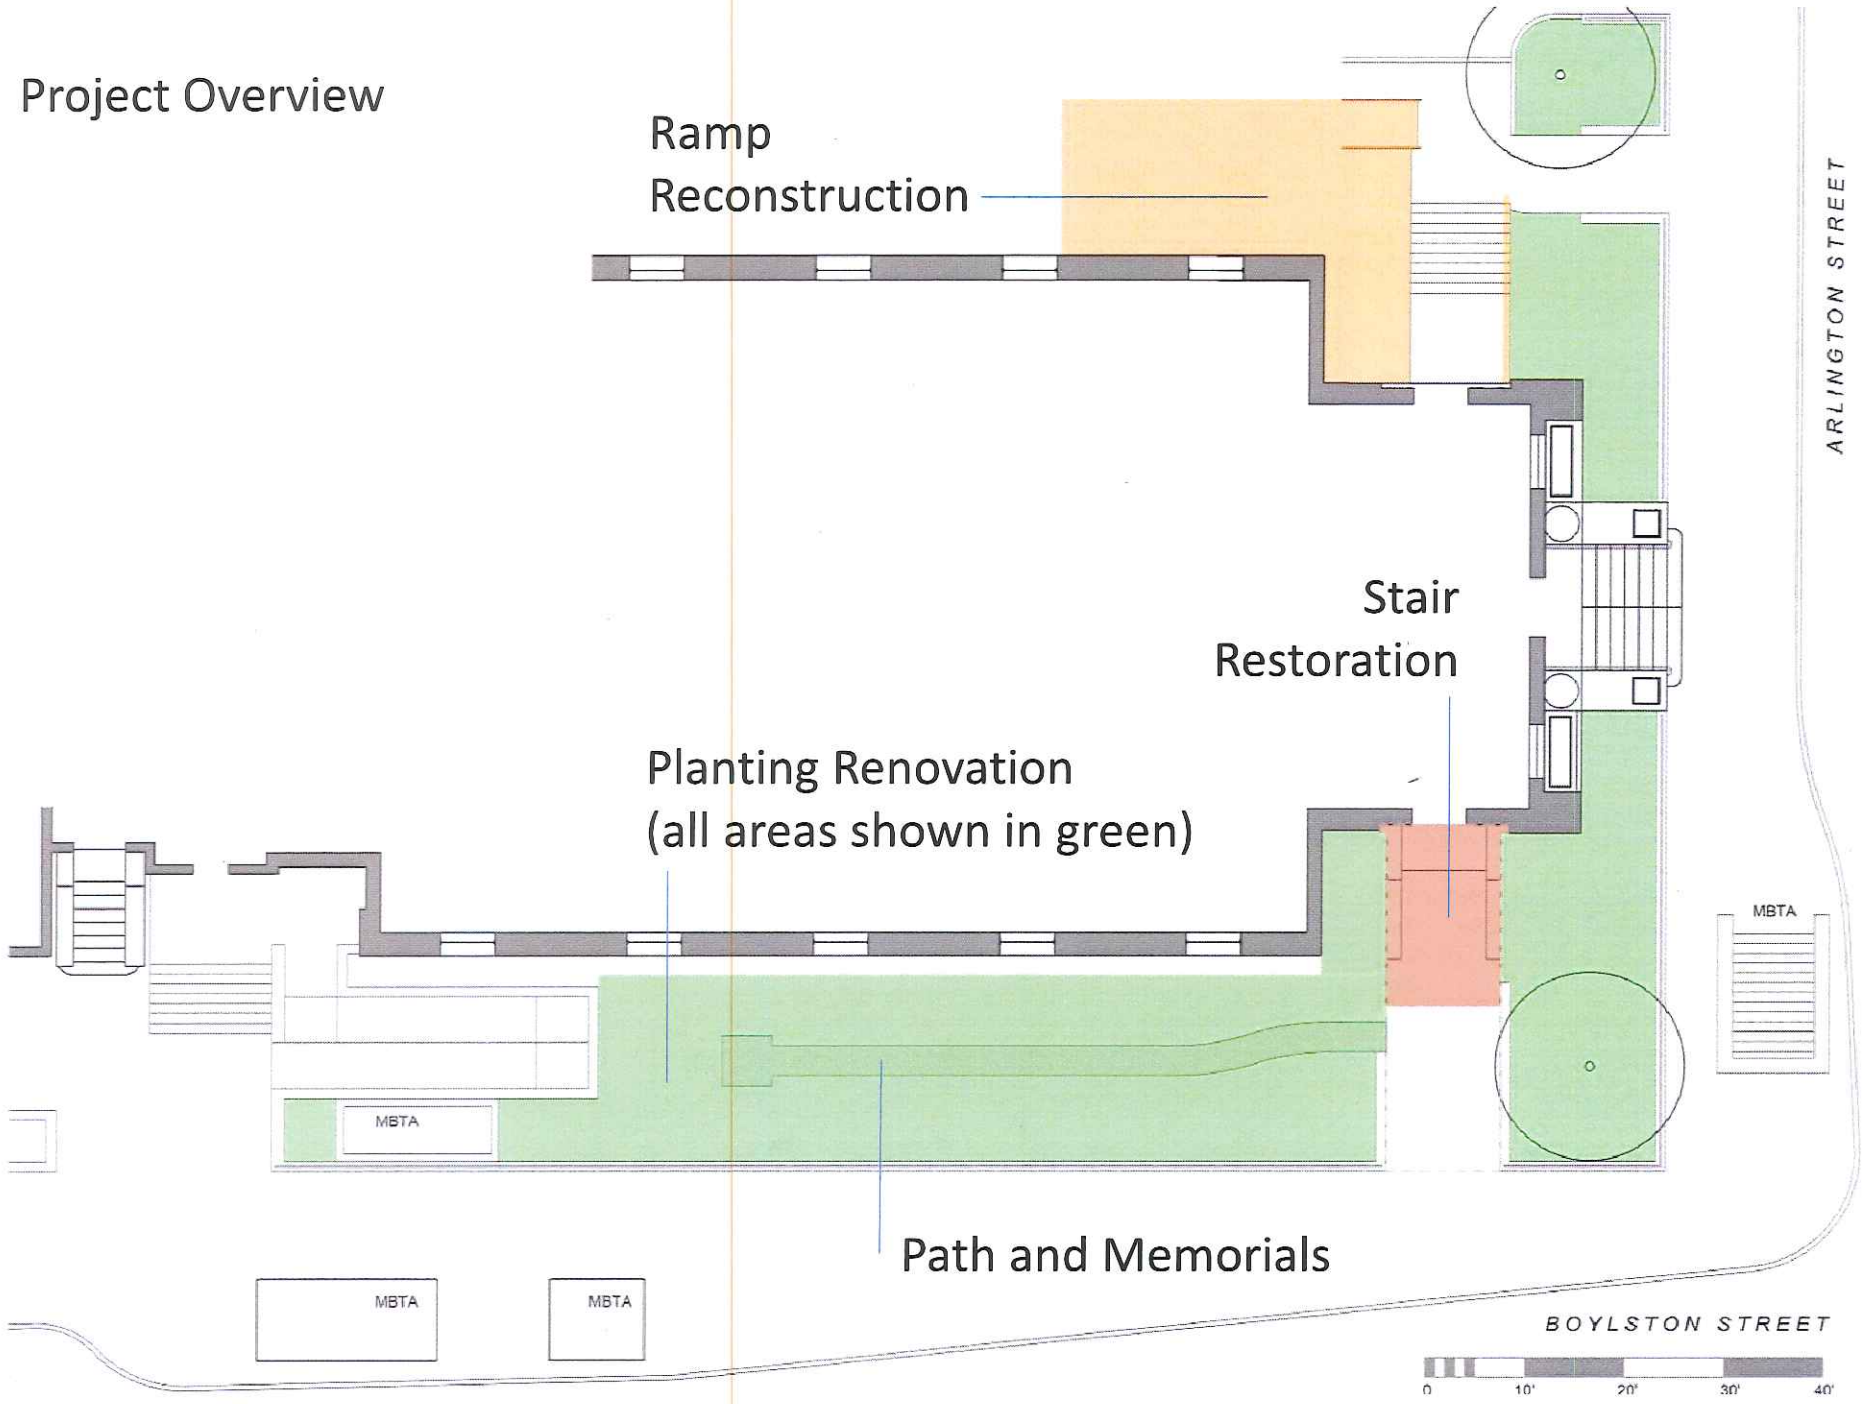 Project Overview
Ramp
Reconstruction
ARLINGTON STREET
Stair
Restoration
Planting Renovation
(all areas shown in green)
MBTA
MBTA
Path and Memorials
MBTA
MBTA
BOYLSTON STREET
0 10' 20' 30' 40'